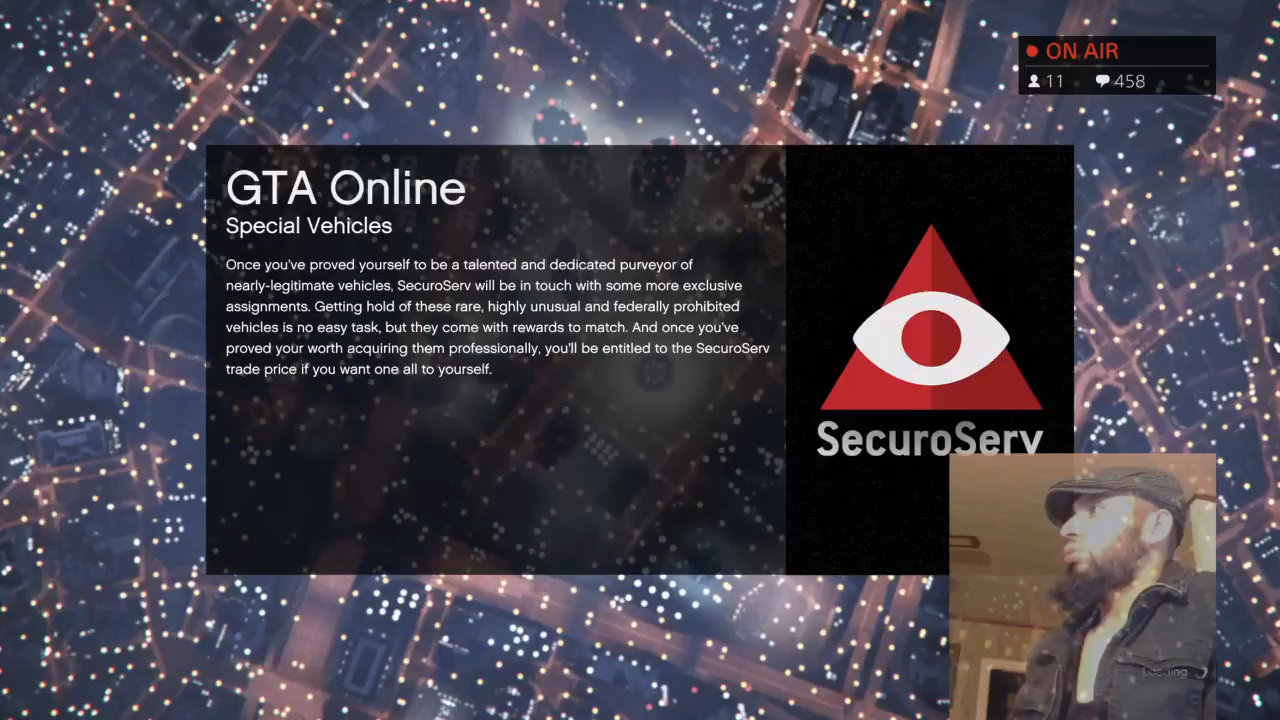 ON AIR
11 458
GTA Online
Special Vehicles
Once you've proved yourself to be a talented and dedicated purveyor of
nearly-legitimate vehicles, SecuroServ will be in touch with some more exclusive
assignments. Getting hold of these rare, highly unusual and federally prohibited
vehicles is no easy task, but they come with rewards to match. And once you've
proved your worth acquiring them professionally, you'll be entitled to the SecuroServ
trade price if you want one all to yourself.
SecuroServ
Loading